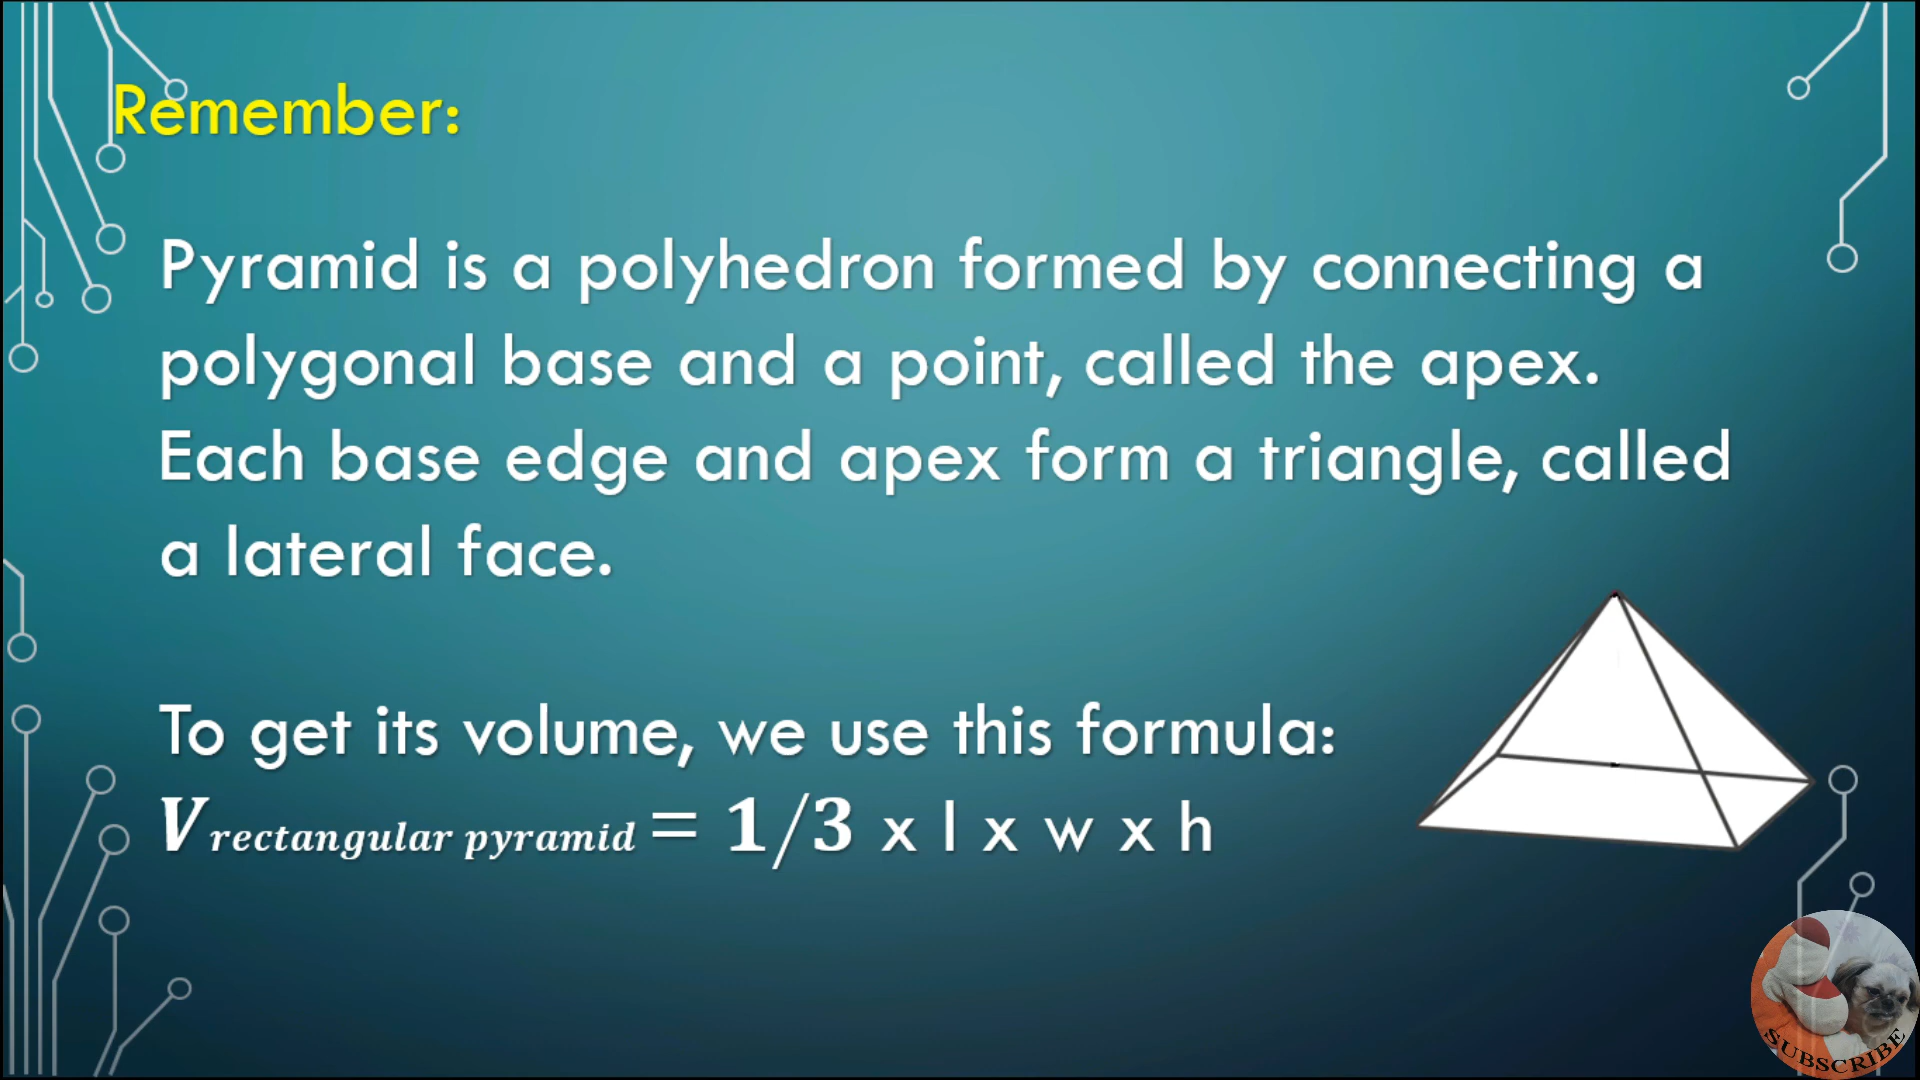 Remember:
Pyramid is a polyhedron formed by connecting a
polygonal base and a point, called the apex.
Each base edge and apex form a triangle, called
a lateral face.
To get its volume, we use this formula:
V rectangular pyramid = 1/3 x l x w x h
SUBSCRIBE